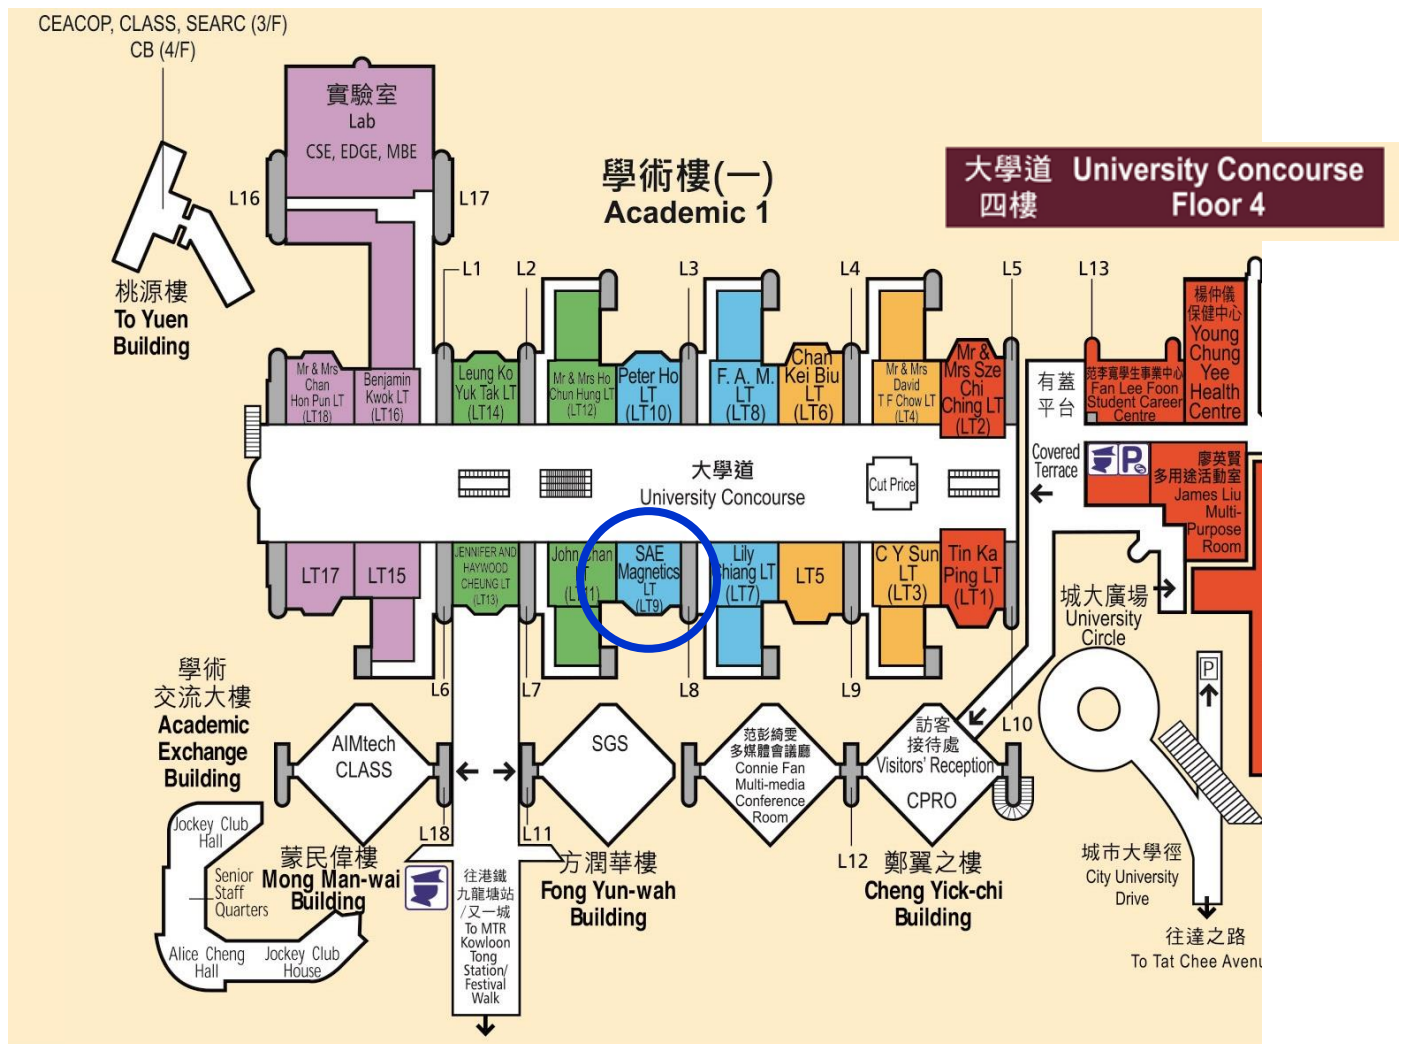 CEACOP, CLASS, SEARC (3/F)
CB (4/F)
實驗室
Lab
CSE, EDGE, MBE
L16
L17
學術樓(一)
Academic 1
大學道 University Concourse
四樓 Floor 4
桃源樓
To Yuen
Building
L1
L2
L3
L4
L5
L13
Mr & Mrs
Chan
Hon Pun LT
(LT18)
Benjamin
Kwok LT
(LT16)
Leung Ko
Yuk Tak LT
(LT14)
Mr & Mrs Ho
Chun Hung LT
(LT12)
Peter Ho
LT
(LT10)
F. A. M.
LT
(LT8)
Chan
Kei Biu
LT
(LT6)
Mr & Mrs
David
T F Chow LT
(LT4)
Mr &
Mrs Sze
Chi
Ching LT
(LT2)
有蓋
平台
Covered
Terrace
范李寬學生事業中心
Fan Lee Foon
Student Career
Centre
楊仲儀
保健中心
Young
Chung
Yee
Health
Centre
P
廖英賢
多用途活動室
James Liu
Multi-
Purpose
Room
大學道
University Concourse
Cut Price
LT17
LT15
JENNIFER AND
HAYWOOD
CHEUNG LT
(LT13)
John Chan
LT
(LT11)
SAE
Magnetics
LT
(LT9)
Lily
Chiang LT
(LT7)
LT5
C Y Sun
LT
(LT3)
Tin Ka
Ping LT
(LT1)
城大廣場
University
Circle
P
L6
L7
L8
L9
L10
學術
交流大樓
Academic
Exchange
Building
AIMtech
CLASS
SGS
范彭綺雯
多媒體會議廳
Connie Fan
Multi-media
Conference
Room
訪客
接待處
Visitors' Reception
CPRO
L18
L11
L12
Jockey Club
Hall
Senior
Staff
Quarters
Alice Cheng
Hall
Jockey Club
House
蒙民偉樓
Mong Man-wai
Building
往港鐵
九龍塘站
/又一城
To MTR
Kowloon
Tong
Station/
Festival
Walk
方潤華樓
Fong Yun-wah
Building
鄭翼之樓
Cheng Yick-chi
Building
城市大學徑
City University
Drive
往達之路
To Tat Chee Avenu